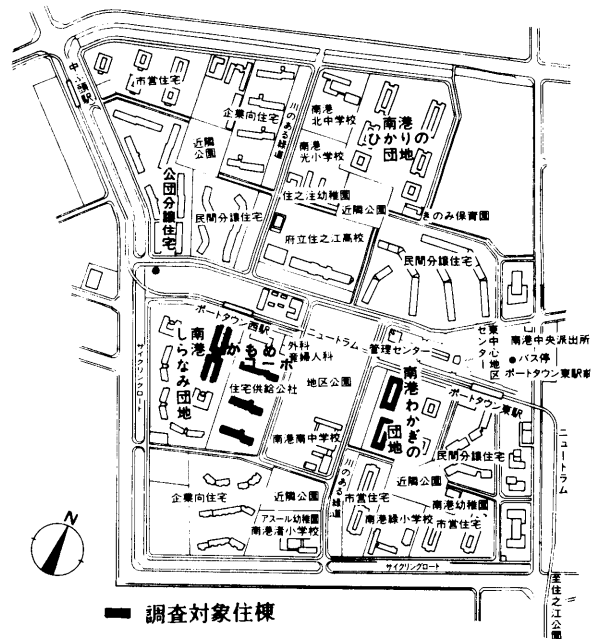 中ふ頭駅
市営住宅
企業向住宅
川のある緑道
南港
北中学校
南港
ひかりの
団地
近隣
公園
南港
光小学校
公団分譲住宅
民間分譲住宅
住之江幼稚園
近隣公園
きのみ保育園
府立住之江高校
民間分譲住宅
ポートタウン西駅
ニュートラム
南港
しらなみ団地
南港かもめ
外科
産婦人科
管理センター
東中心地区
センター
南港中央派出所
バス停
ポートタウン東駅前
ポートタウン東駅
サイクリングロート
住宅供給公社
地区公園
南港わかぎの
団地
南港南中学校
民間分譲住宅
ニュートラム
川のある緑道
近隣公園
企業向住宅
近隣公園
市営住宅
南港幼稚園
アスール幼稚園
南港渚小学校
南港緑小学校
市営住宅
サイクリングロート
至住之江公園
N
調査対象住棟